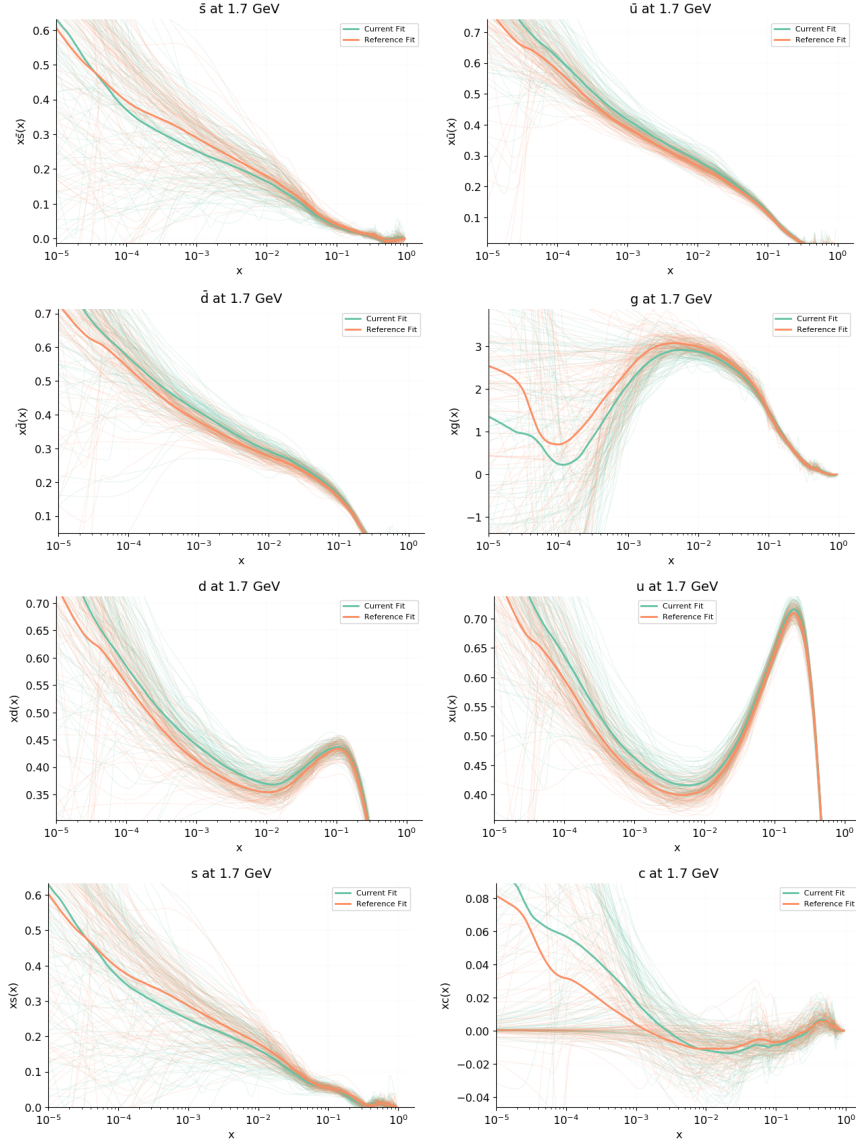 s̄ at 1.7 GeV
Current Fit
Reference Fit
xs̄(x)
0.6
0.5
0.4
0.3
0.2
0.1
0.0
10⁻⁵ 10⁻⁴ 10⁻³ 10⁻² 10⁻¹ 10⁰
x
ū at 1.7 GeV
Current Fit
Reference Fit
xū(x)
0.7
0.6
0.5
0.4
0.3
0.2
0.1
10⁻⁵ 10⁻⁴ 10⁻³ 10⁻² 10⁻¹ 10⁰
x
d̄ at 1.7 GeV
Current Fit
Reference Fit
xd̄(x)
0.7
0.6
0.5
0.4
0.3
0.2
0.1
10⁻⁵ 10⁻⁴ 10⁻³ 10⁻² 10⁻¹ 10⁰
x
g at 1.7 GeV
Current Fit
Reference Fit
xg(x)
3
2
1
0
−1
10⁻⁵ 10⁻⁴ 10⁻³ 10⁻² 10⁻¹ 10⁰
x
d at 1.7 GeV
Current Fit
Reference Fit
xd(x)
0.70
0.65
0.60
0.55
0.50
0.45
0.40
0.35
10⁻⁵ 10⁻⁴ 10⁻³ 10⁻² 10⁻¹ 10⁰
x
u at 1.7 GeV
Current Fit
Reference Fit
xu(x)
0.70
0.65
0.60
0.55
0.50
0.45
0.40
10⁻⁵ 10⁻⁴ 10⁻³ 10⁻² 10⁻¹ 10⁰
x
s at 1.7 GeV
Current Fit
Reference Fit
xs(x)
0.6
0.5
0.4
0.3
0.2
0.1
0.0
10⁻⁵ 10⁻⁴ 10⁻³ 10⁻² 10⁻¹ 10⁰
x
c at 1.7 GeV
Current Fit
Reference Fit
xc(x)
0.08
0.06
0.04
0.02
0.00
−0.02
−0.04
10⁻⁵ 10⁻⁴ 10⁻³ 10⁻² 10⁻¹ 10⁰
x